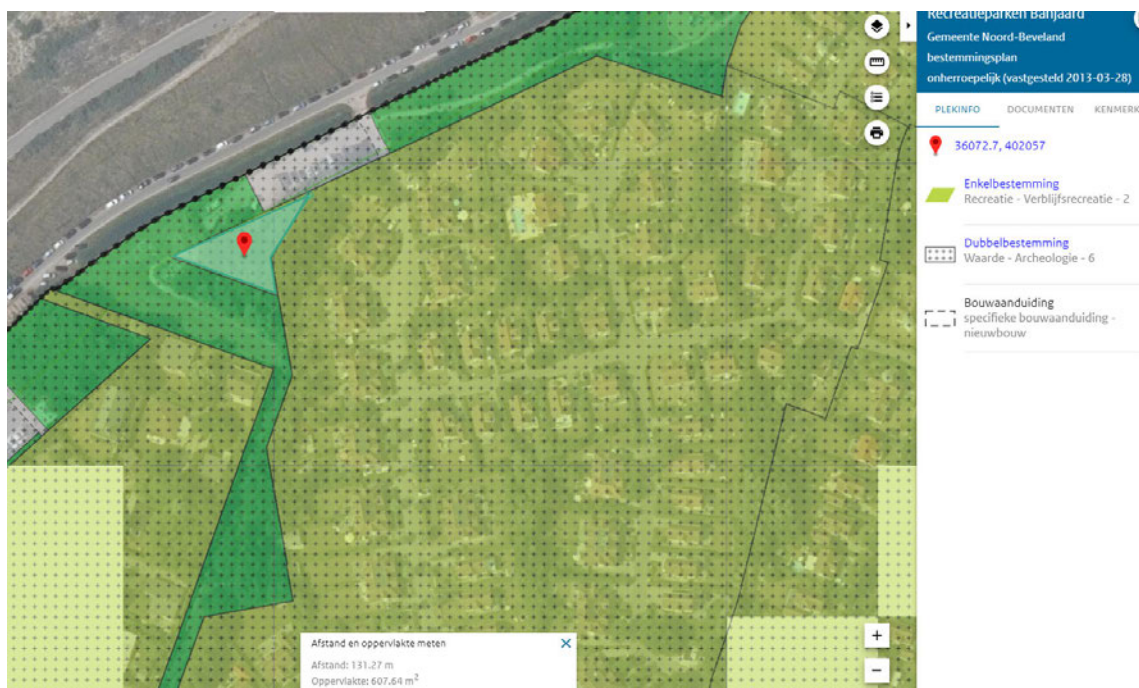 Recreatieparken Banjaard
Gemeente Noord-Beveland
bestemmingsplan
onherroepelijk (vastgesteld 2013-03-28)
PLEKINFO DOCUMENTEN KENMERK
36072.7, 402057
Enkelbestemming
Recreatie - Verblijfsrecreatie - 2
Dubbelbestemming
Waarde - Archeologie - 6
Bouwaanduiding
specifieke bouwaanduiding -
nieuwbouw
Afstand en oppervlakte meten
Afstand: 131.27 m
Oppervlakte: 607.64 m²